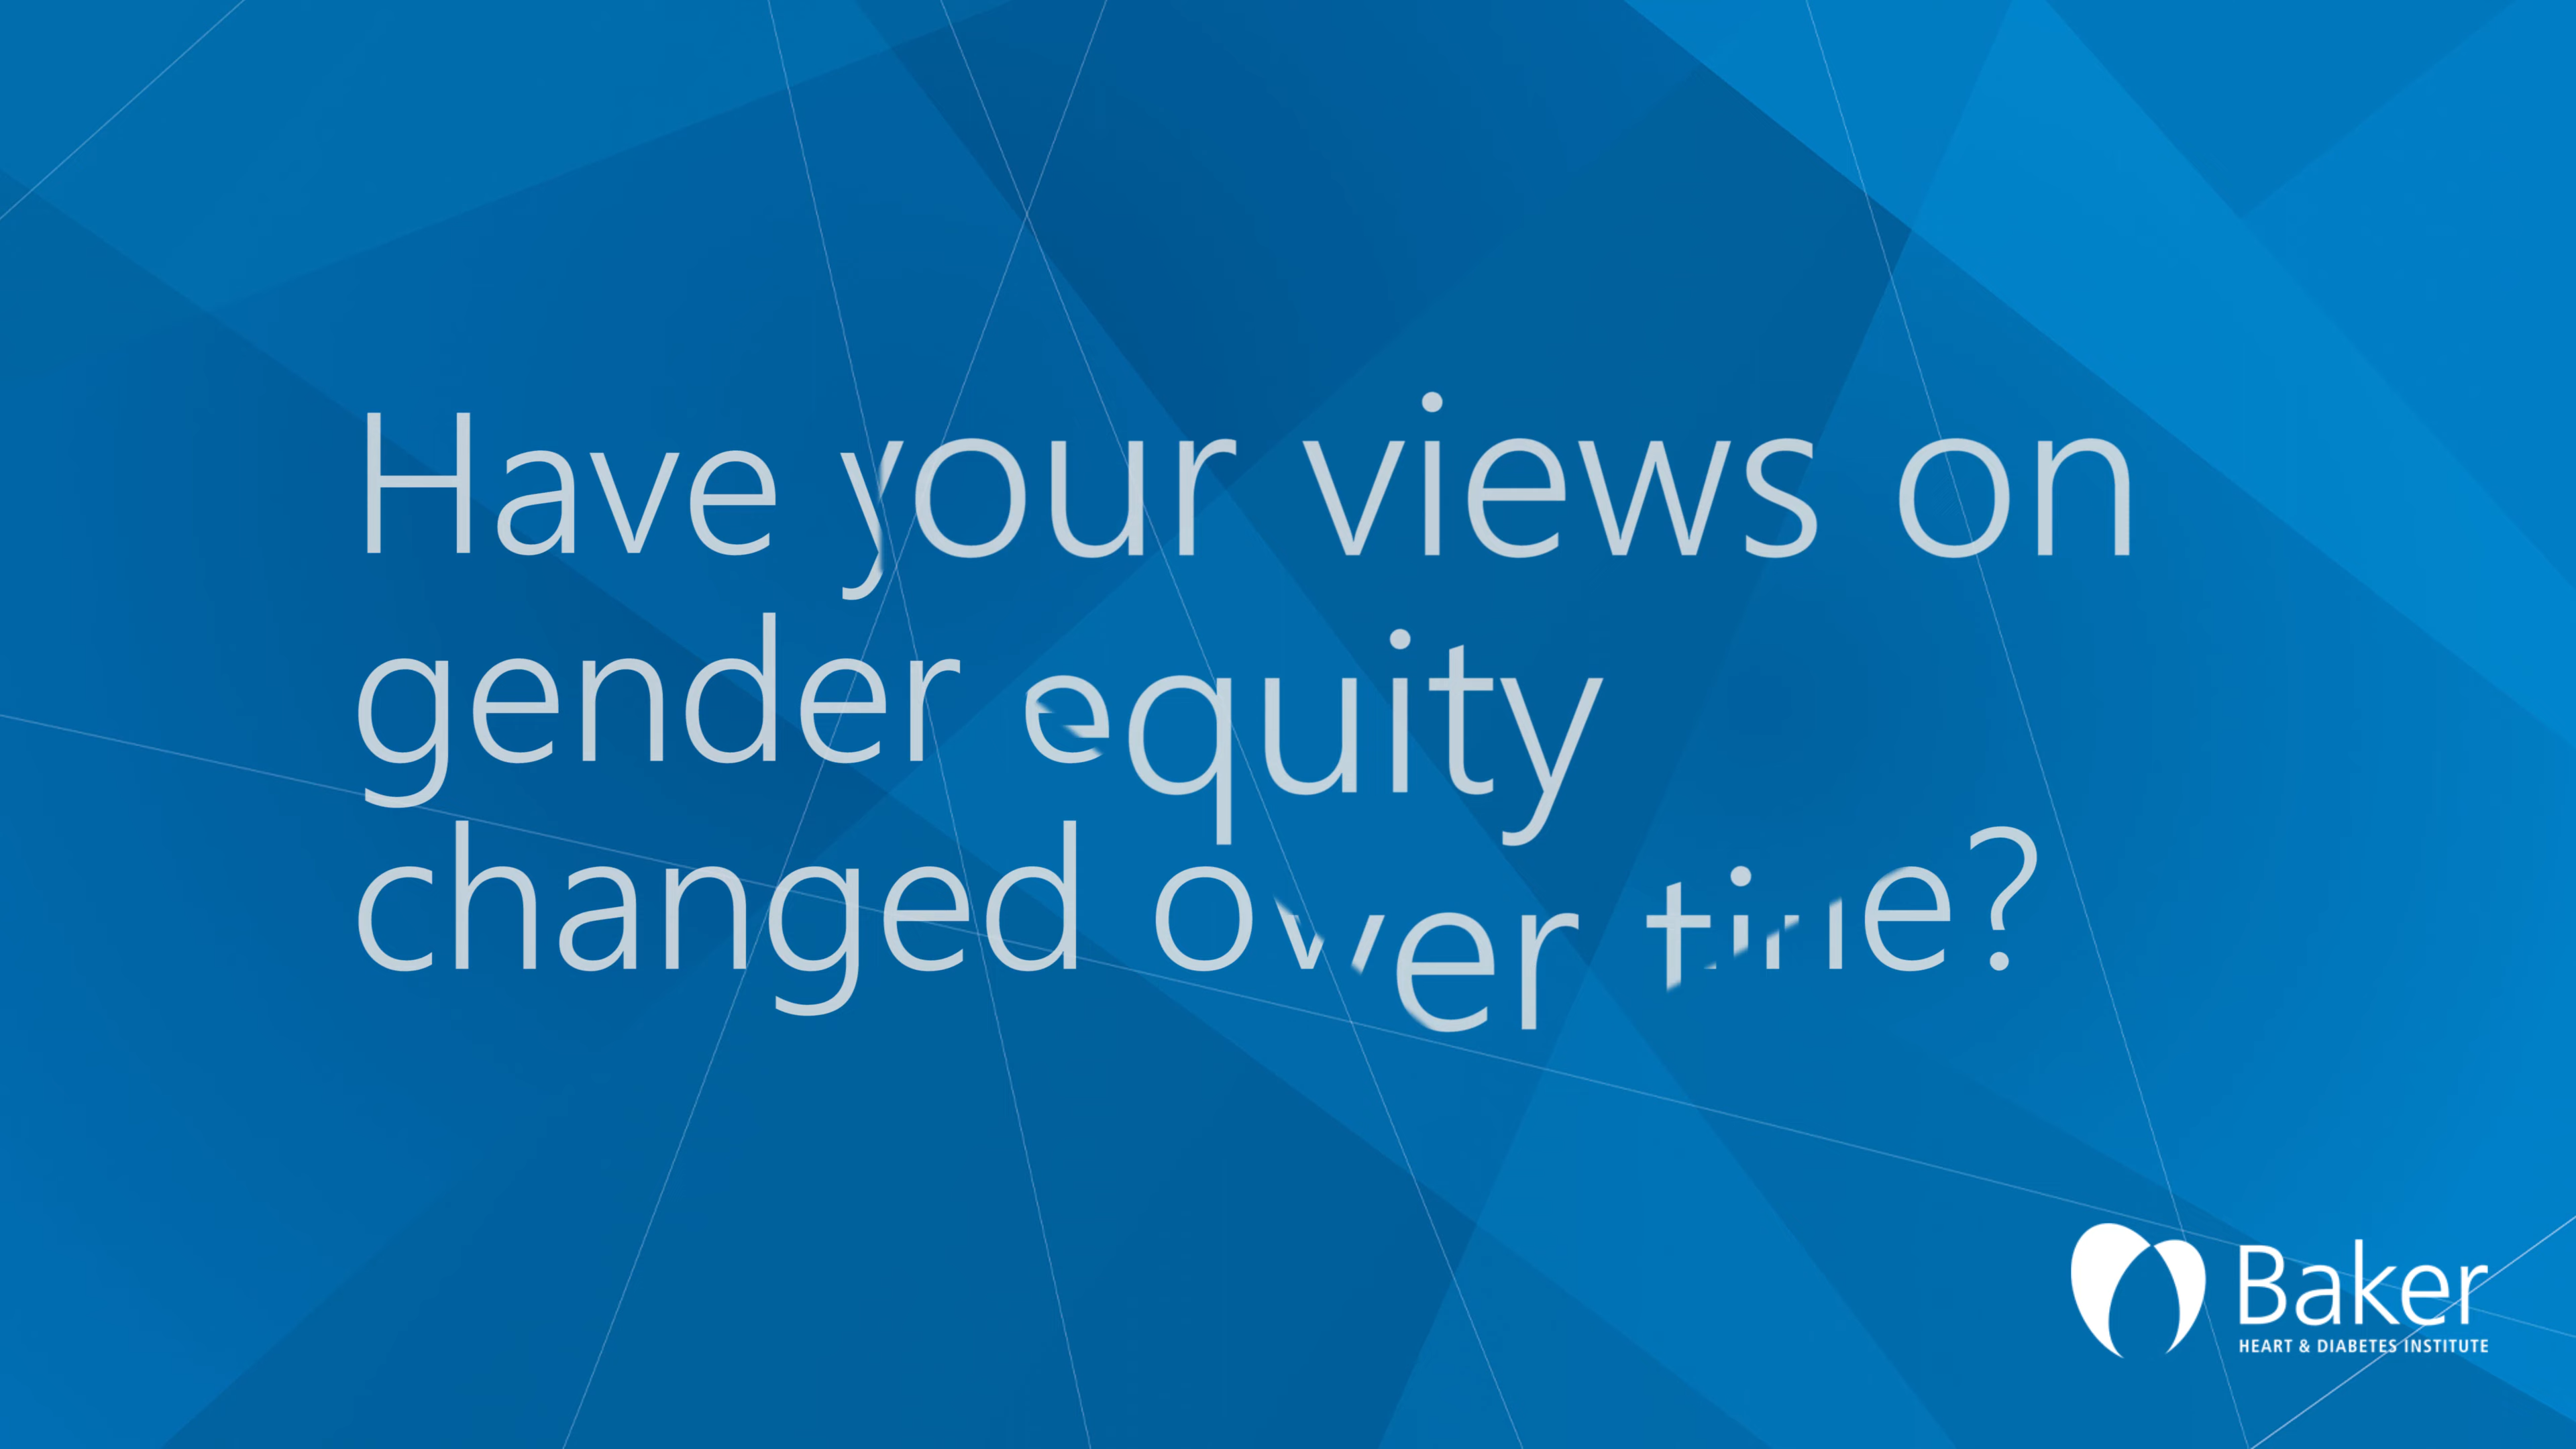 Have your views on
gender equity
changed over time?
Baker
HEART & DIABETES INSTITUTE